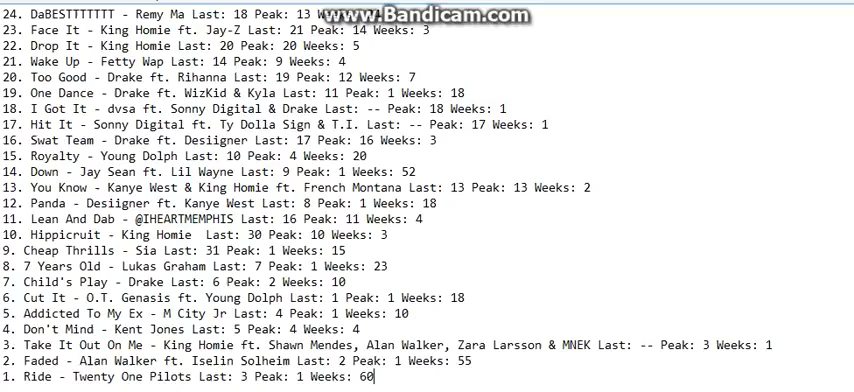 www.Bandicam.com
24. DaBESTTTTTTT - Remy Ma Last: 18 Peak: 13
23. Face It - King Homie ft. Jay-Z Last: 21 Peak: 14 Weeks: 3
22. Drop It - King Homie Last: 20 Peak: 20 Weeks: 5
21. Wake Up - Fetty Wap Last: 14 Peak: 9 Weeks: 4
20. Too Good - Drake ft. Rihanna Last: 19 Peak: 12 Weeks: 7
19. One Dance - Drake ft. WizKid & Kyla Last: 11 Peak: 1 Weeks: 18
18. I Got It - dvsa ft. Sonny Digital & Drake Last: -- Peak: 18 Weeks: 1
17. Hit It - Sonny Digital ft. Ty Dolla Sign & T.I. Last: -- Peak: 17 Weeks: 1
16. Swat Team - Drake ft. Desiigner Last: 17 Peak: 16 Weeks: 3
15. Royalty - Young Dolph Last: 10 Peak: 4 Weeks: 20
14. Down - Jay Sean ft. Lil Wayne Last: 9 Peak: 1 Weeks: 52
13. You Know - Kanye West & King Homie ft. French Montana Last: 13 Peak: 13 Weeks: 2
12. Panda - Desiigner ft. Kanye West Last: 8 Peak: 1 Weeks: 18
11. Lean And Dab - @IHEARTMEMPHIS Last: 16 Peak: 11 Weeks: 4
10. Hippicruit - King Homie  Last: 30 Peak: 10 Weeks: 3
9. Cheap Thrills - Sia Last: 31 Peak: 1 Weeks: 15
8. 7 Years Old - Lukas Graham Last: 7 Peak: 1 Weeks: 23
7. Child's Play - Drake Last: 6 Peak: 2 Weeks: 10
6. Cut It - O.T. Genasis ft. Young Dolph Last: 1 Peak: 1 Weeks: 18
5. Addicted To My Ex - M City Jr Last: 4 Peak: 1 Weeks: 10
4. Don't Mind - Kent Jones Last: 5 Peak: 4 Weeks: 4
3. Take It Out On Me - King Homie ft. Shawn Mendes, Alan Walker, Zara Larsson & MNEK Last: -- Peak: 3 Weeks: 1
2. Faded - Alan Walker ft. Iselin Solheim Last: 2 Peak: 1 Weeks: 55
1. Ride - Twenty One Pilots Last: 3 Peak: 1 Weeks: 60